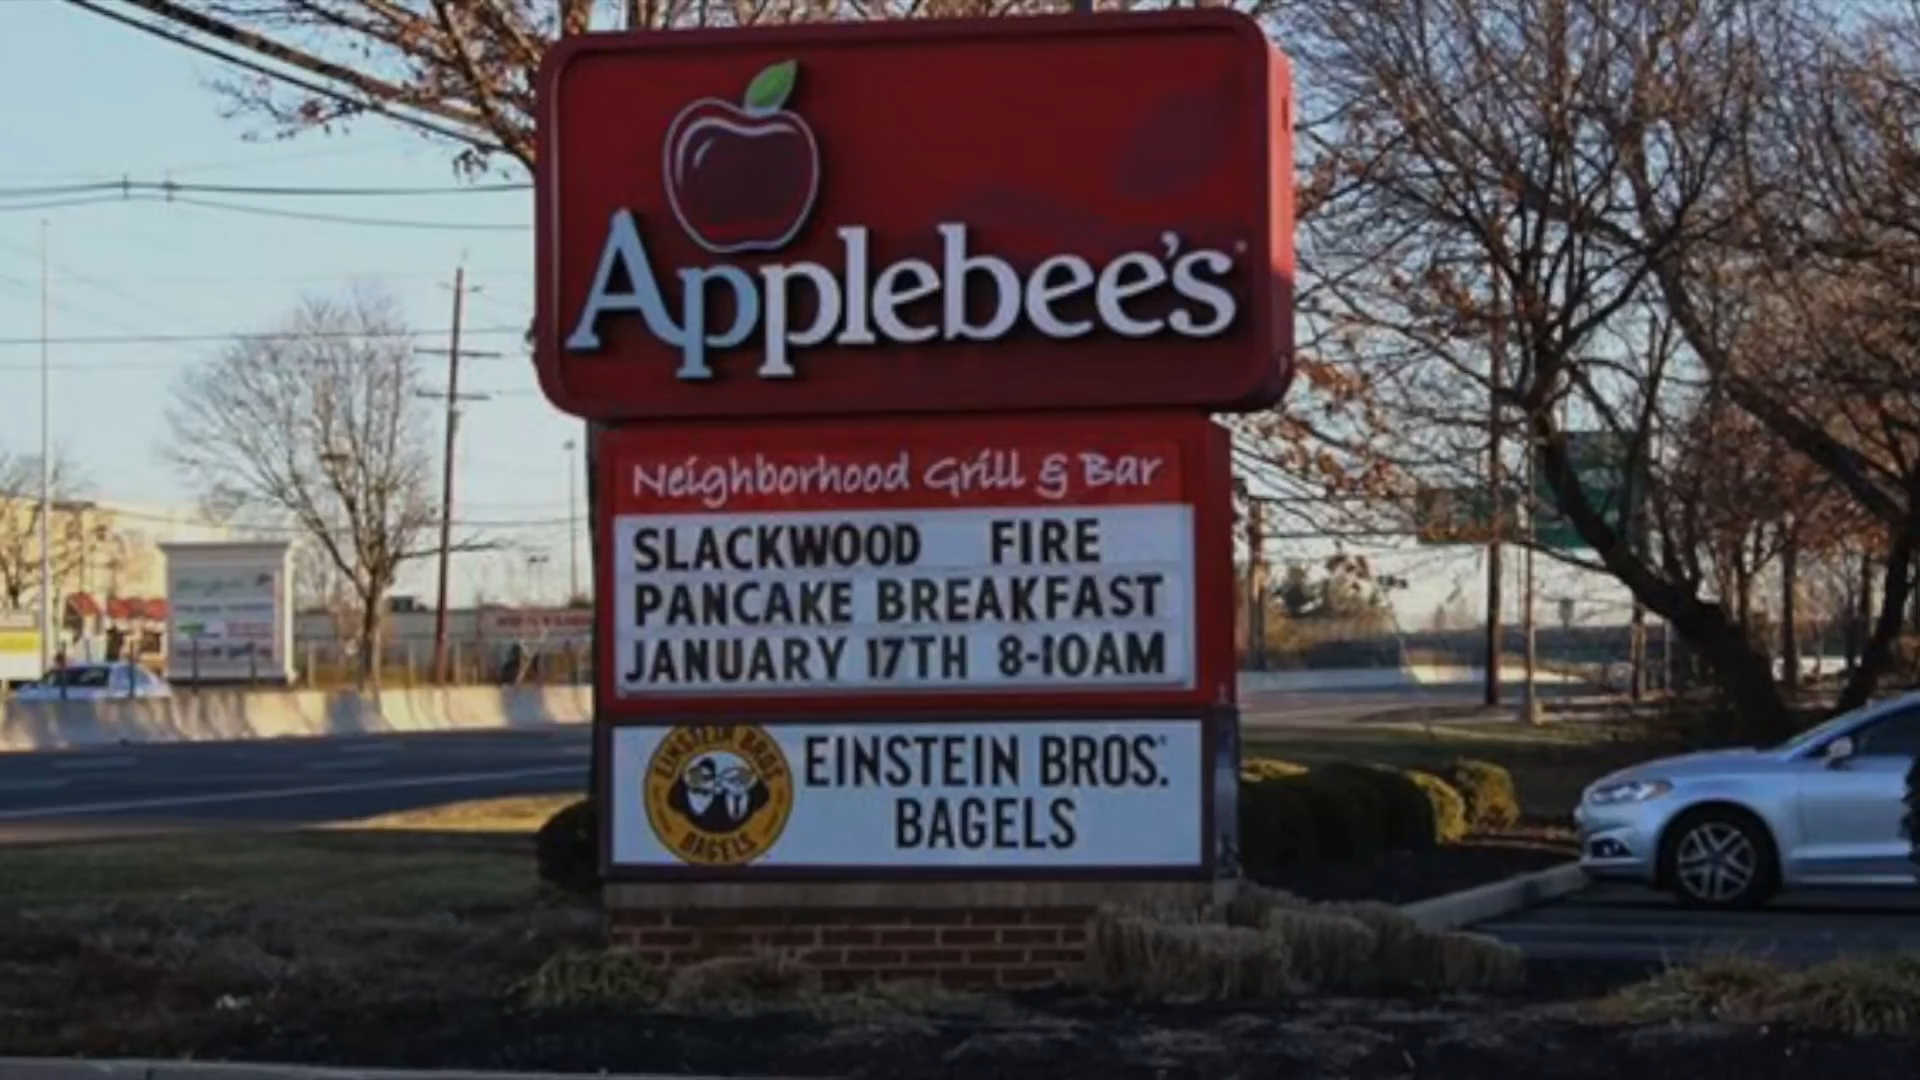 Applebee's
Neighborhood Grill & Bar
SLACKWOOD FIRE
PANCAKE BREAKFAST
JANUARY 17TH 8-10AM
EINSTEIN BROS
BAGELS
EINSTEIN BROS.
BAGELS